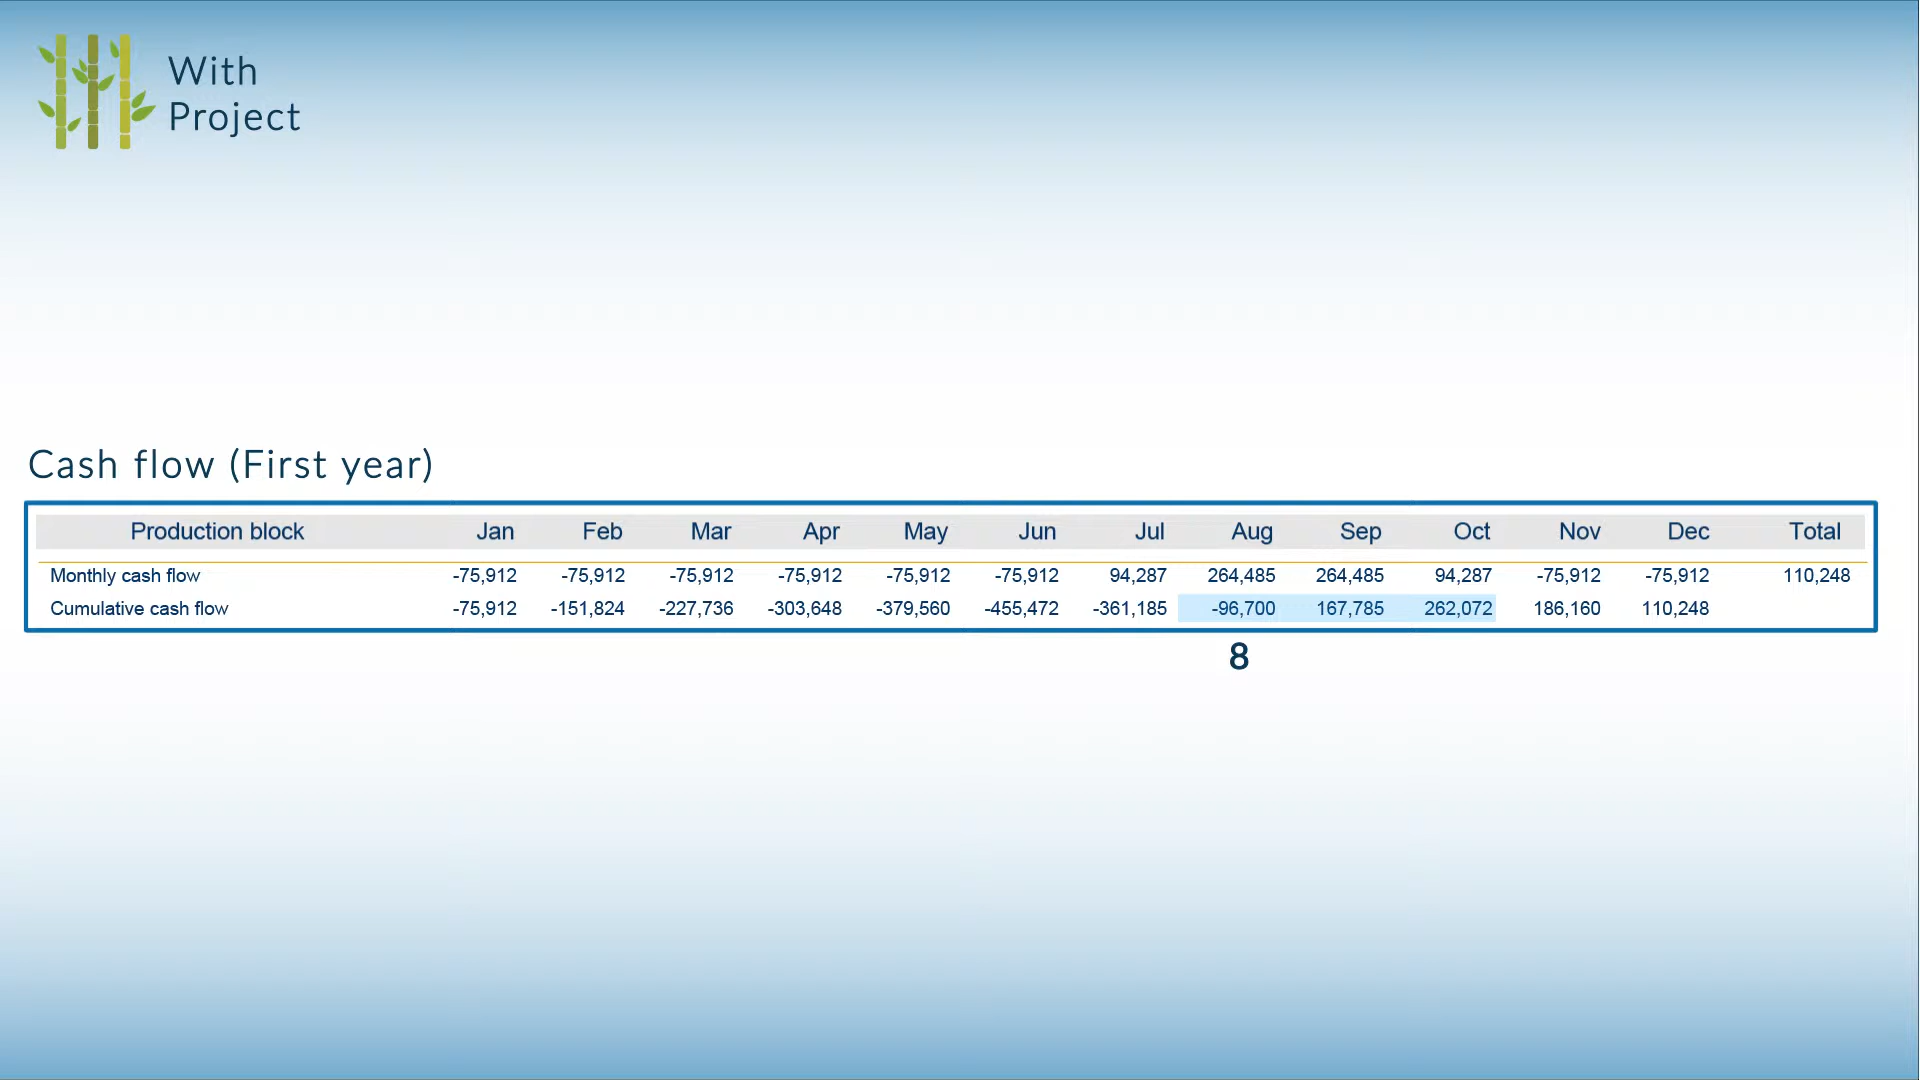 With
Project
Cash flow (First year)
Production block Jan Feb Mar Apr May Jun Jul Aug Sep Oct Nov Dec Total
Monthly cash flow -75,912 -75,912 -75,912 -75,912 -75,912 -75,912 94,287 264,485 264,485 94,287 -75,912 -75,912 110,248
Cumulative cash flow -75,912 -151,824 -227,736 -303,648 -379,560 -455,472 -361,185 -96,700 167,785 262,072 186,160 110,248
8